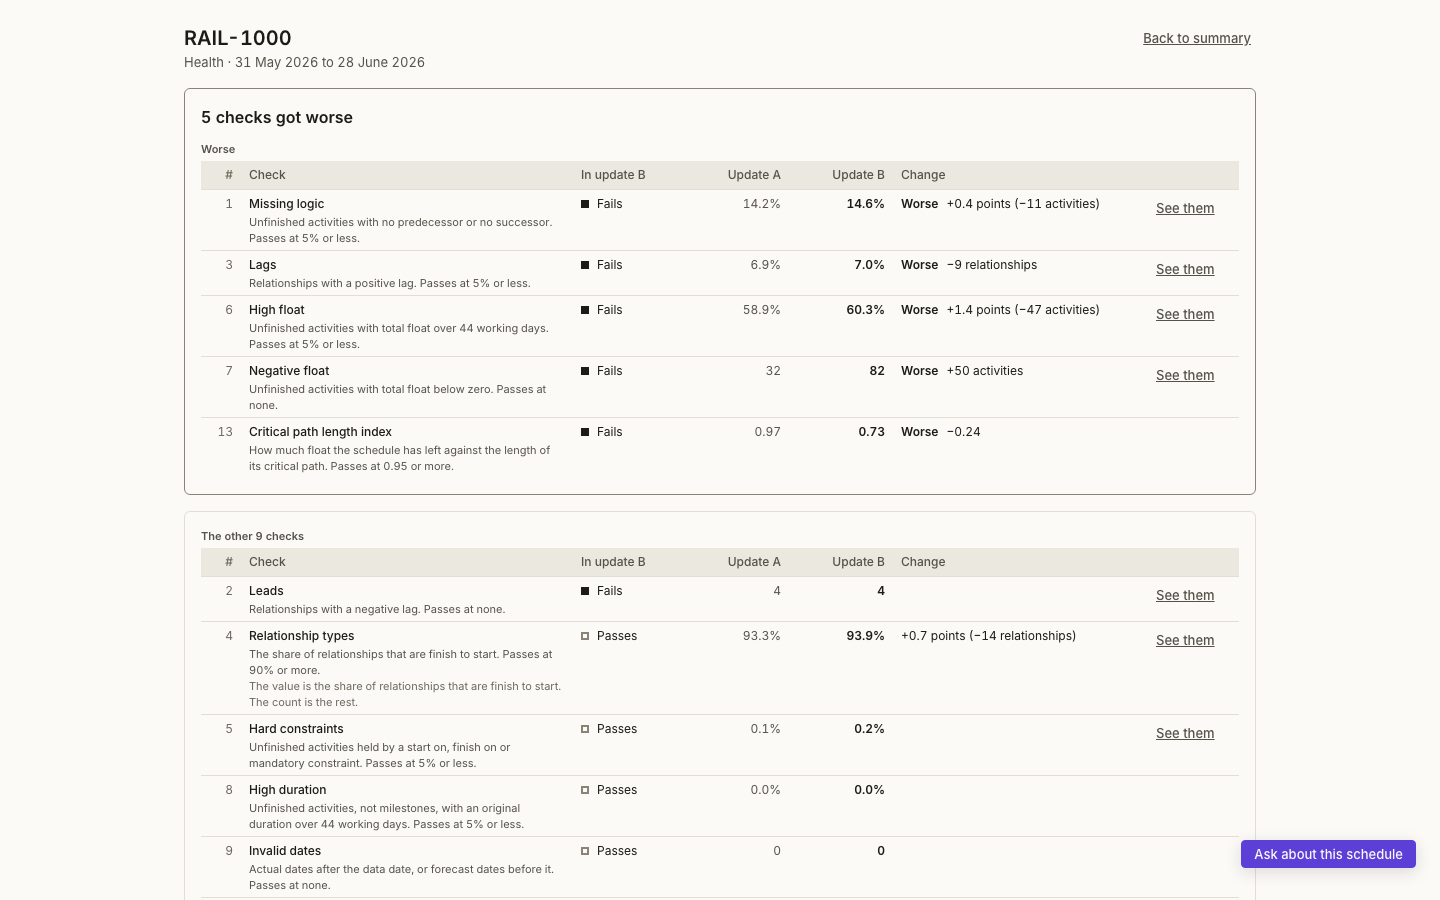 RAIL-1000
Back to summary
Health · 31 May 2026 to 28 June 2026
5 checks got worse
Worse
# Check In update B Update A Update B Change
1 Missing logic Fails 14.2% 14.6% Worse +0.4 points (−11 activities) See them
Unfinished activities with no predecessor or no successor.
Passes at 5% or less.
3 Lags Fails 6.9% 7.0% Worse −9 relationships See them
Relationships with a positive lag. Passes at 5% or less.
6 High float Fails 58.9% 60.3% Worse +1.4 points (−47 activities) See them
Unfinished activities with total float over 44 working days.
Passes at 5% or less.
7 Negative float Fails 32 82 Worse +50 activities See them
Unfinished activities with total float below zero. Passes at
none.
13 Critical path length index Fails 0.97 0.73 Worse −0.24
How much float the schedule has left against the length of
its critical path. Passes at 0.95 or more.
The other 9 checks
# Check In update B Update A Update B Change
2 Leads Fails 4 4 See them
Relationships with a negative lag. Passes at none.
4 Relationship types Passes 93.3% 93.9% +0.7 points (−14 relationships) See them
The share of relationships that are finish to start. Passes at
90% or more.
The value is the share of relationships that are finish to start.
The count is the rest.
5 Hard constraints Passes 0.1% 0.2% See them
Unfinished activities held by a start on, finish on or
mandatory constraint. Passes at 5% or less.
8 High duration Passes 0.0% 0.0%
Unfinished activities, not milestones, with an original
duration over 44 working days. Passes at 5% or less.
9 Invalid dates Passes 0 0
Actual dates after the data date, or forecast dates before it.
Passes at none.
Ask about this schedule